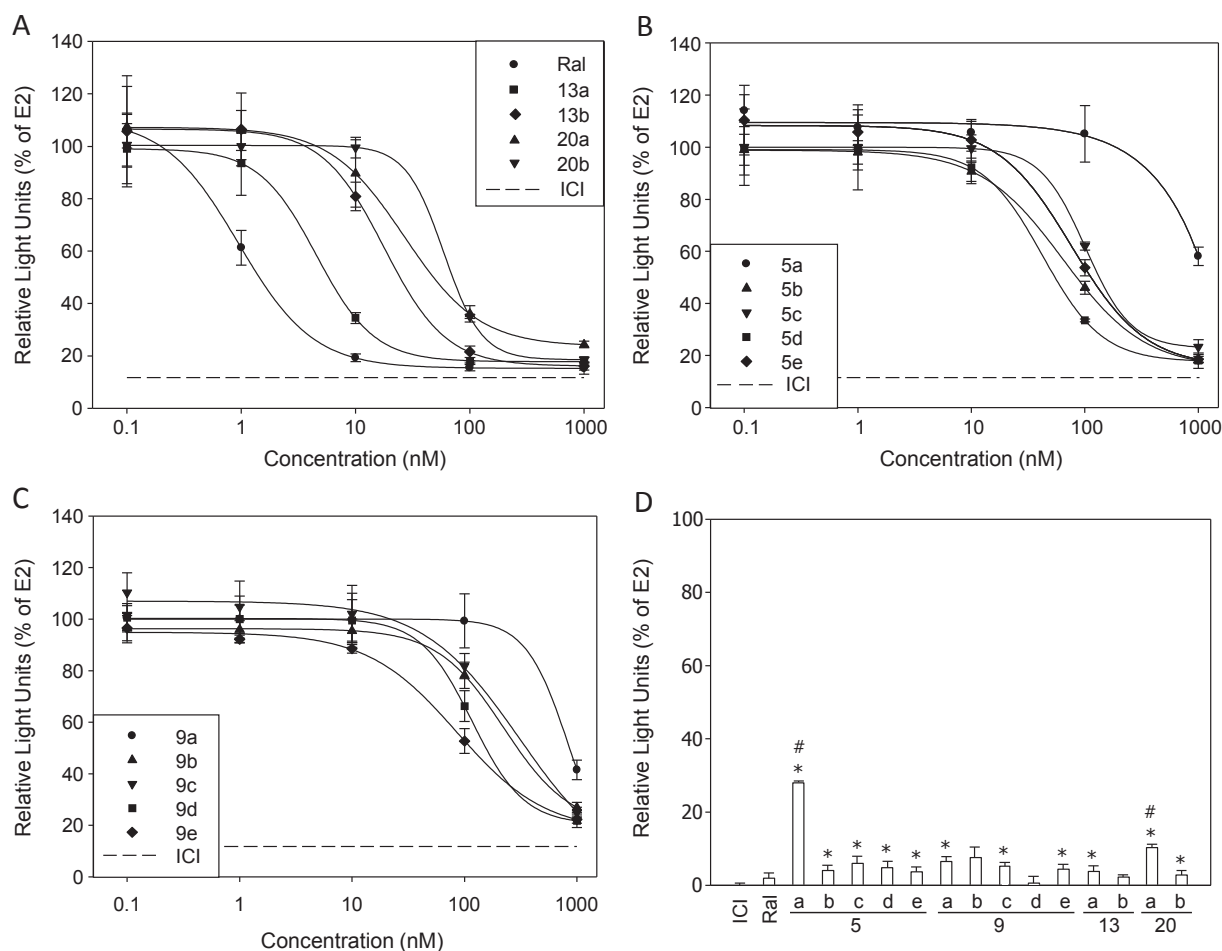 A
Relative Light Units (% of E2)
140
120
100
80
60
40
20
0
0.1
1
10
100
1000
Concentration (nM)
Ral
13a
13b
20a
20b
ICI
B
Relative Light Units (% of E2)
140
120
100
80
60
40
20
0
0.1
1
10
100
1000
Concentration (nM)
5a
5b
5c
5d
5e
ICI
C
Relative Light Units (% of E2)
140
120
100
80
60
40
20
0
0.1
1
10
100
1000
Concentration (nM)
9a
9b
9c
9d
9e
ICI
D
Relative Light Units (% of E2)
100
80
60
40
20
0
#
*
*
*
*
*
*
*
*
*
#
*
*
ICI
Ral
a b c d e
a b c d e
a b
a b
5
9
13
20